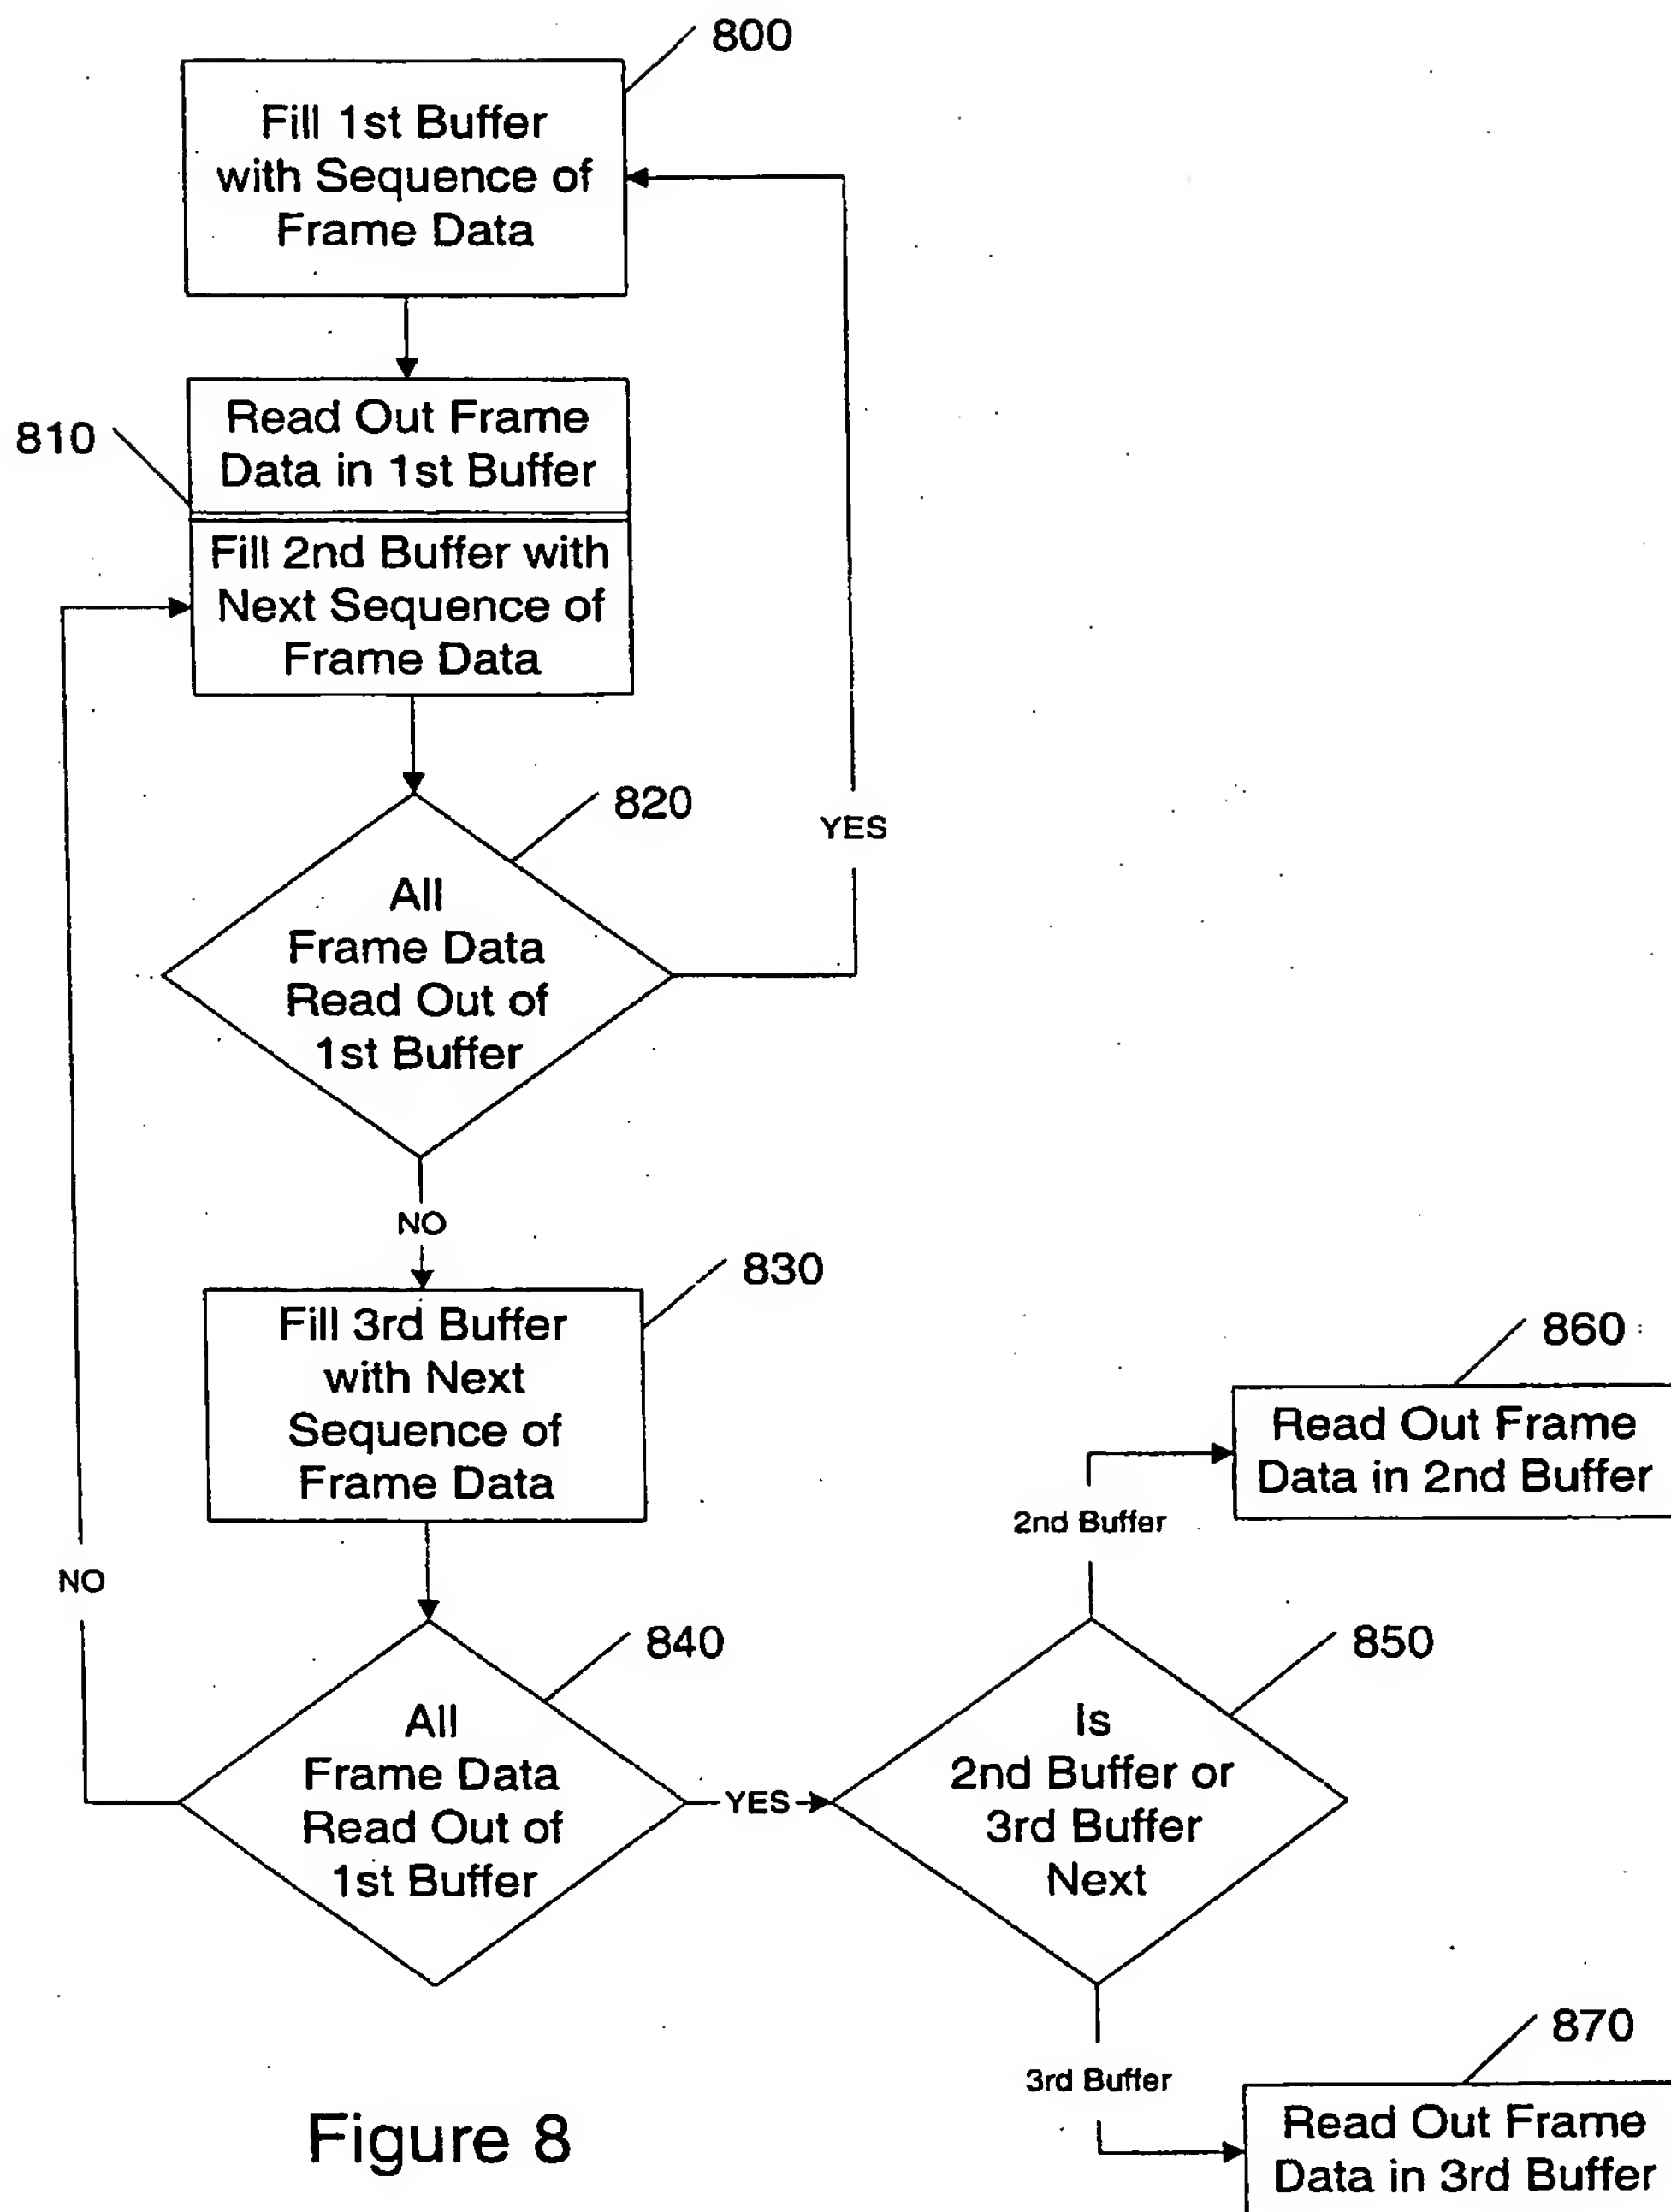 800
Fill 1st Buffer
with Sequence of
Frame Data
810
Read Out Frame
Data in 1st Buffer
Fill 2nd Buffer with
Next Sequence of
Frame Data
820
YES
All
Frame Data
Read Out of
1st Buffer
NO
830
Fill 3rd Buffer
with Next
Sequence of
Frame Data
860
Read Out Frame
Data in 2nd Buffer
2nd Buffer
NO
840
All
Frame Data
Read Out of
1st Buffer
YES
850
Is
2nd Buffer or
3rd Buffer
Next
3rd Buffer
870
Read Out Frame
Data in 3rd Buffer
Figure 8